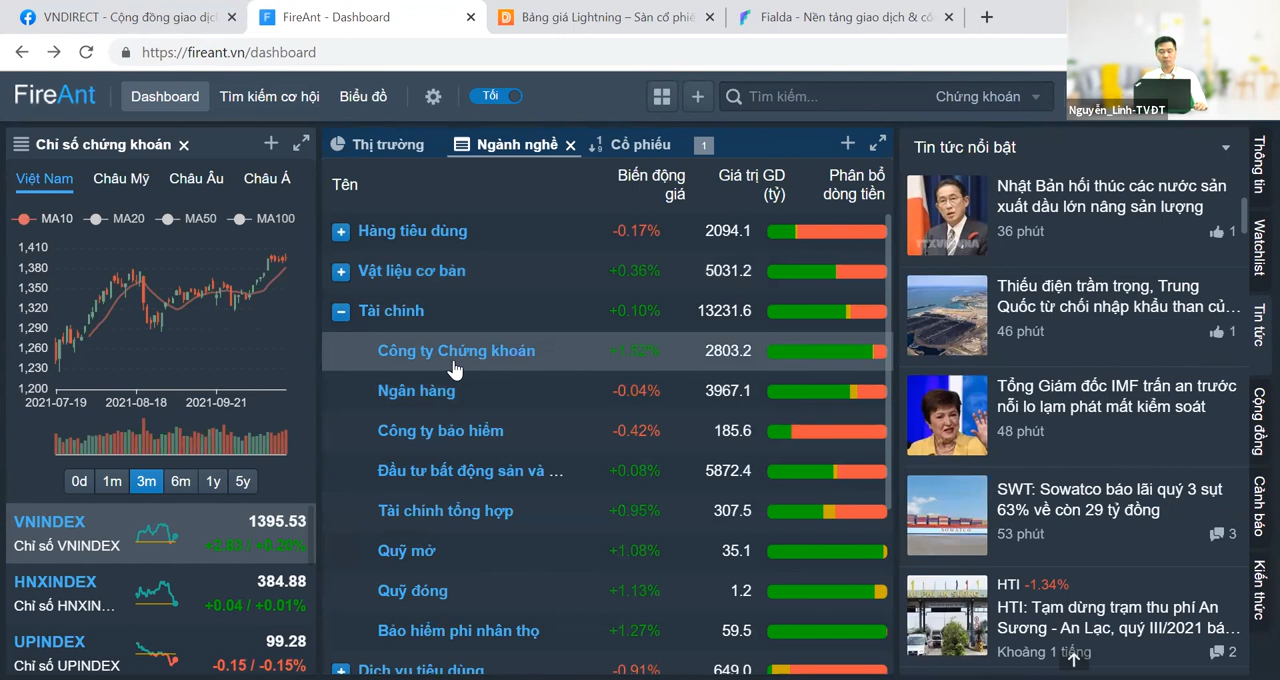 VNDIRECT - Cộng đồng giao dịc
FireAnt - Dashboard
Bảng giá Lightning – Sàn cổ phiế
Fialda - Nền tảng giao dịch & cổ
https://fireant.vn/dashboard
FireAnt
Dashboard
Tìm kiếm cơ hội
Biểu đồ
Tối
Tìm kiếm...
Chứng khoán
Nguyễn_Linh-TVĐT
Chỉ số chứng khoán
Việt Nam
Châu Mỹ
Châu Âu
Châu Á
MA10
MA20
MA50
MA100
1,410
1,380
1,350
1,320
1,290
1,260
1,230
1,200
2021-07-19
2021-08-18
2021-09-21
0d
1m
3m
6m
1y
5y
VNINDEX
1395.53
Chỉ số VNINDEX
HNXINDEX
384.88
Chỉ số HNXIN...
+0.04 / +0.01%
UPINDEX
99.28
Chỉ số UPINDEX
-0.15 / -0.15%
Thị trường
Ngành nghề
Cổ phiếu
1
Tên
Biến động
giá
Giá trị GD
(tỷ)
Phân bổ
dòng tiền
Hàng tiêu dùng
-0.17%
2094.1
Vật liệu cơ bản
+0.36%
5031.2
Tài chính
+0.10%
13231.6
Công ty Chứng khoán
2803.2
Ngân hàng
-0.04%
3967.1
Công ty bảo hiểm
-0.42%
185.6
Đầu tư bất động sản và ...
+0.08%
5872.4
Tài chính tổng hợp
+0.95%
307.5
Quỹ mở
+1.08%
35.1
Quỹ đóng
+1.13%
1.2
Bảo hiểm phi nhân thọ
+1.27%
59.5
Dịch vụ tiêu dùng
-0.91%
649.0
Tin tức nổi bật
Nhật Bản hối thúc các nước sản
xuất dầu lớn nâng sản lượng
36 phút
1
Thiếu điện trầm trọng, Trung
Quốc từ chối nhập khẩu than củ...
46 phút
1
Tổng Giám đốc IMF trấn an trước
nỗi lo lạm phát mất kiểm soát
48 phút
SWT: Sowatco báo lãi quý 3 sụt
63% về còn 29 tỷ đồng
53 phút
3
HTI -1.34%
HTI: Tạm dừng trạm thu phí An
Sương - An Lạc, quý III/2021 bá...
Khoảng 1 tiếng
2
Thông tin
Watchlist
Tin tức
Cộng đồng
Cảnh báo
Kiến thức